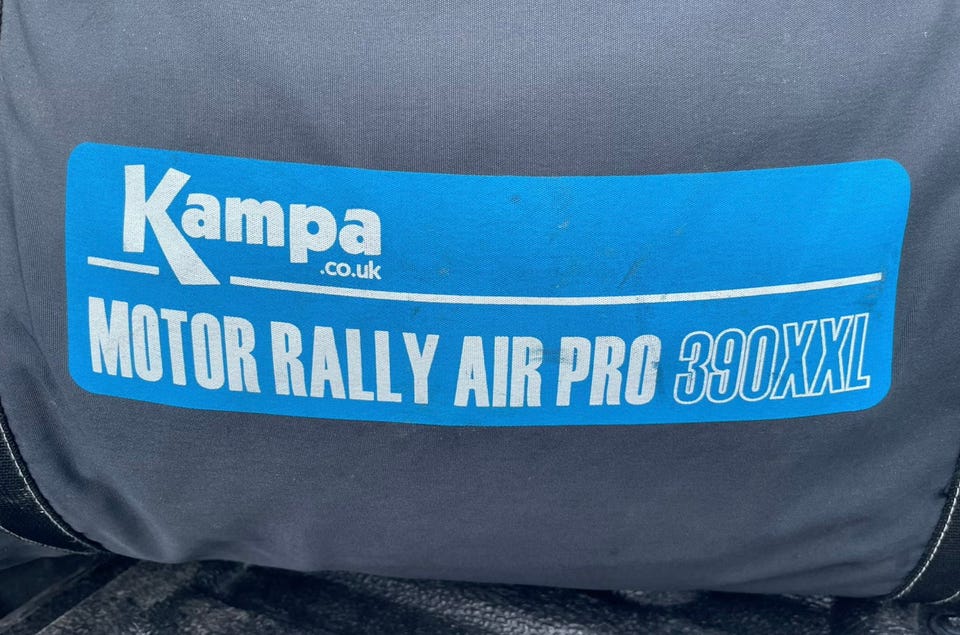 Kampa
.co.uk
MOTOR RALLY AIR PRO 390XXL